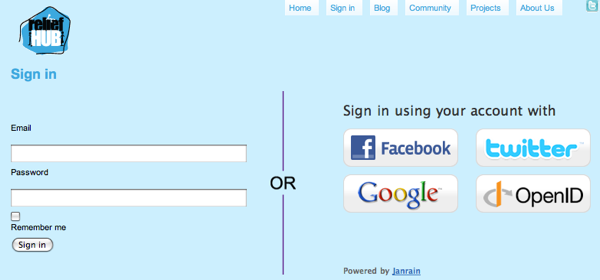 relief
HUB
Home Sign in Blog Community Projects About Us
Sign in
Email
Password
Remember me
Sign in
OR
Sign in using your account with
Facebook
twitter
Google
OpenID
Powered by Janrain